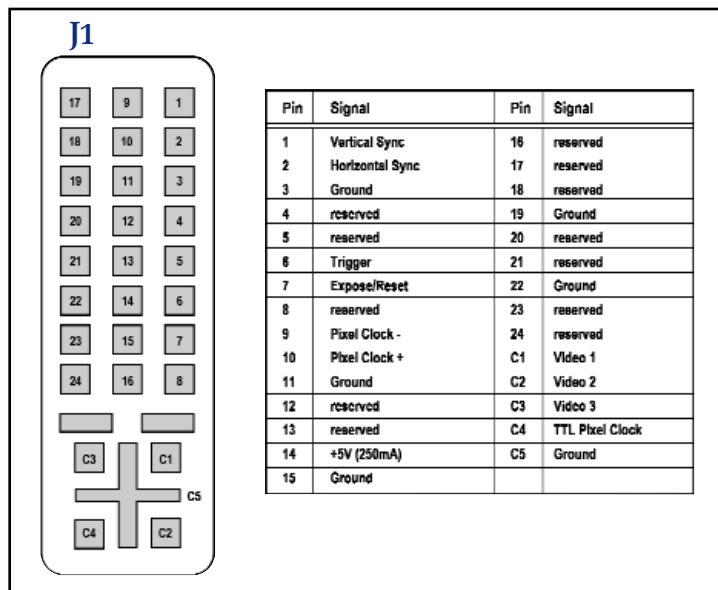 J1
17 9 1
18 10 2
19 11 3
20 12 4
21 13 5
22 14 6
23 15 7
24 16 8
C3 C1
C5
C4 C2
Pin Signal Pin Signal
1 Vertical Sync 16 reserved
2 Horizontal Sync 17 reserved
3 Ground 18 reserved
4 reserved 19 Ground
5 reserved 20 reserved
6 Trigger 21 reserved
7 Expose/Reset 22 Ground
8 reserved 23 reserved
9 Pixel Clock - 24 reserved
10 Pixel Clock + C1 Video 1
11 Ground C2 Video 2
12 reserved C3 Video 3
13 reserved C4 TTL Pixel Clock
14 +5V (250mA) C5 Ground
15 Ground